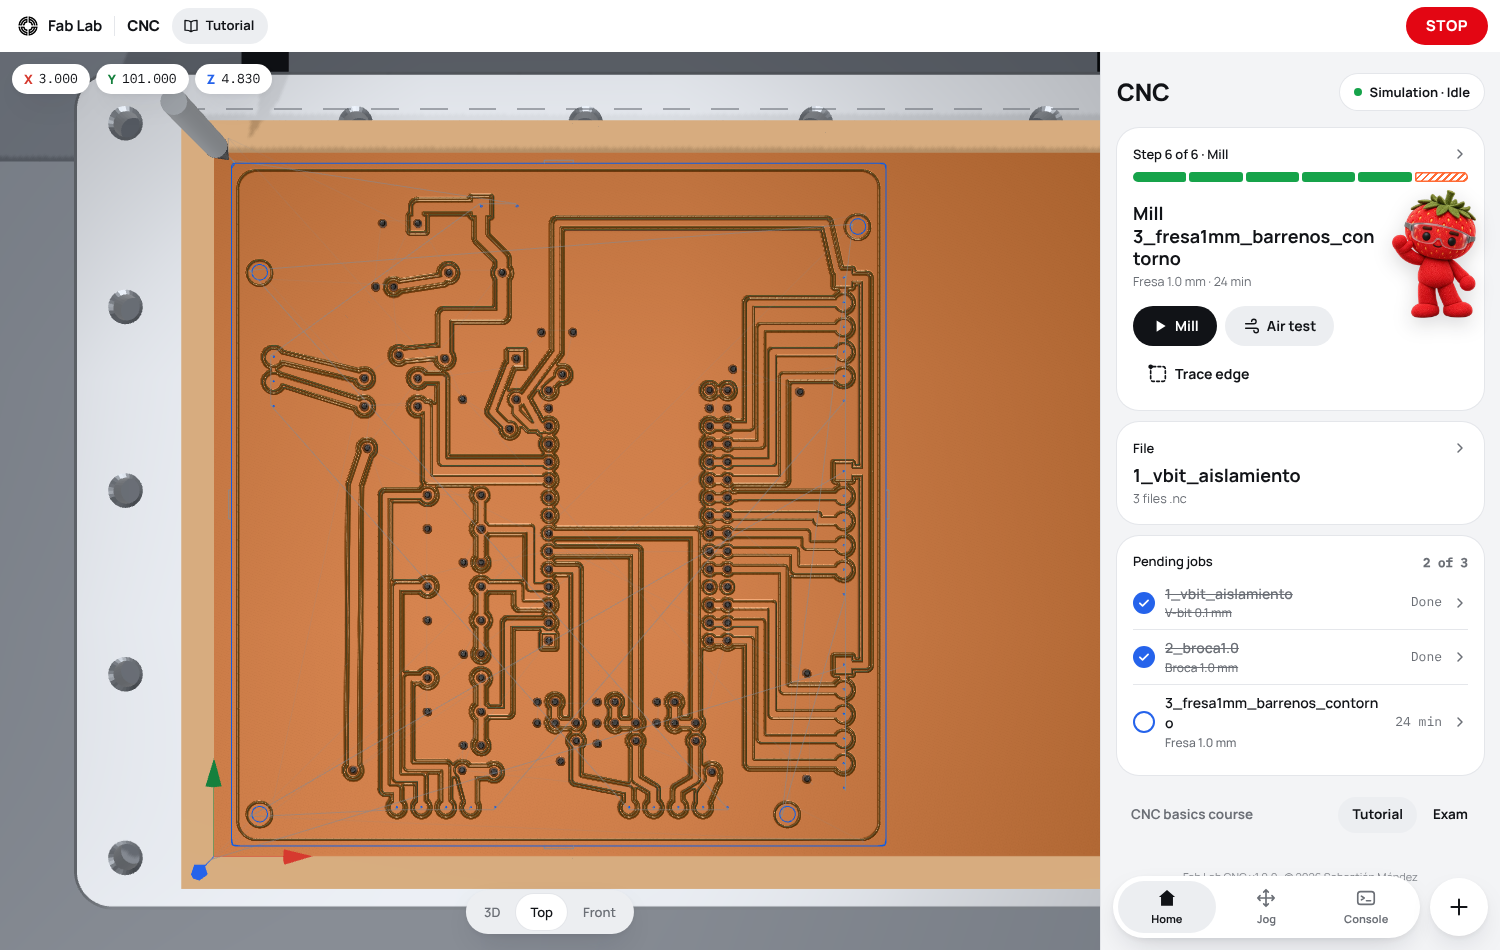 Fab Lab
CNC
Tutorial
STOP
X 3.000
Y 101.000
Z 4.830
CNC
Simulation · Idle
Step 6 of 6 · Mill
Mill
3_fresa1mm_barrenos_con
torno
Fresa 1.0 mm · 24 min
Mill
Air test
Trace edge
File
1_vbit_aislamiento
3 files .nc
Pending jobs
2 of 3
1_vbit_aislamiento
V-bit 0.1 mm
Done
2_broca1.0
Broca 1.0 mm
Done
3_fresa1mm_barrenos_contorn
o
Fresa 1.0 mm
24 min
CNC basics course
Tutorial
Exam
3D
Top
Front
Home
Jog
Console